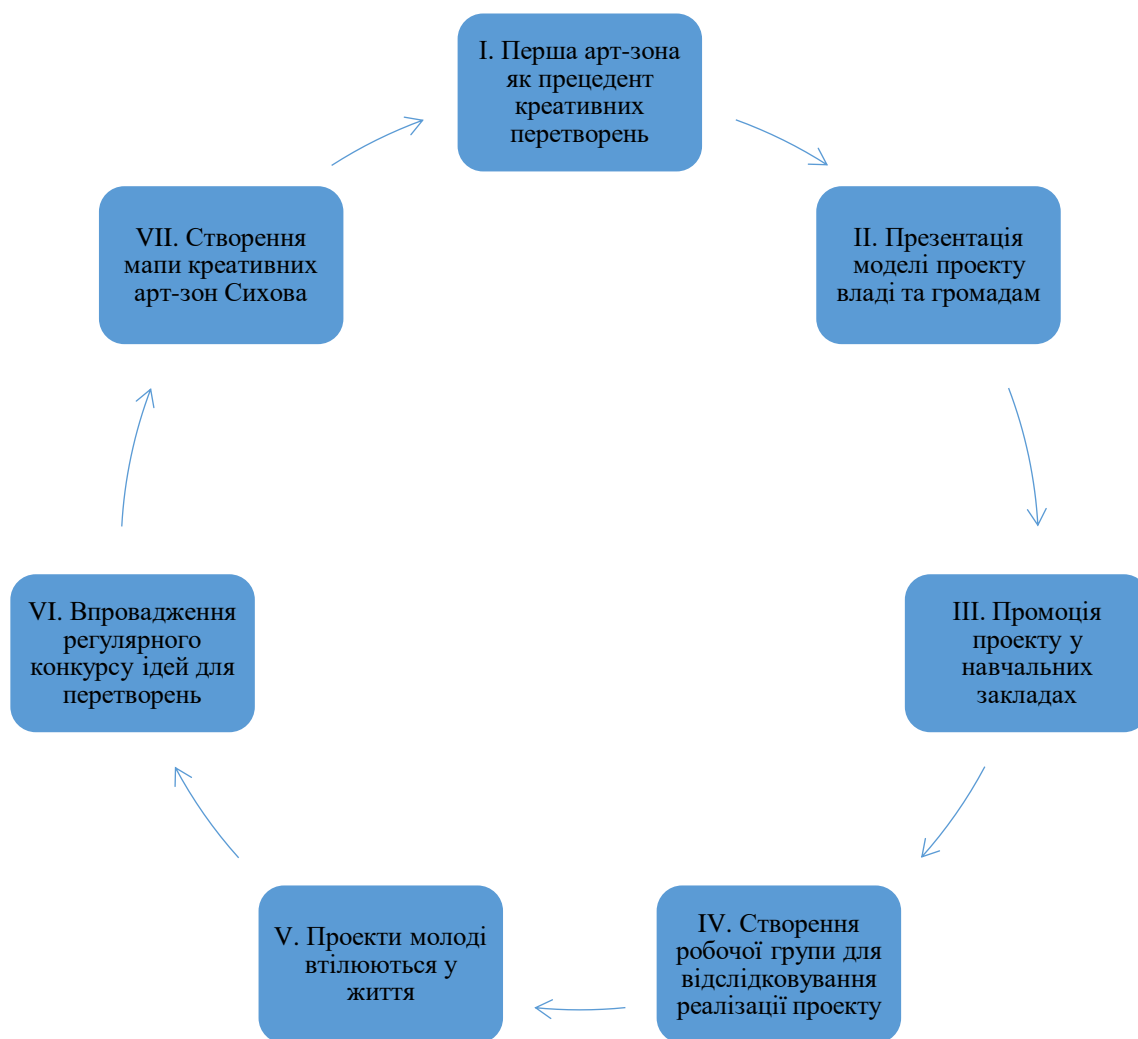 I. Перша арт-зона
як прецедент
креативних
перетворень
II. Презентація
моделі проекту
владі та громадам
III. Промоція
проекту у
навчальних
закладах
IV. Створення
робочої групи для
відслідковування
реалізації проекту
V. Проекти молоді
втілюються у
життя
VI. Впровадження
регулярного
конкурсу ідей для
перетворень
VII. Створення
мапи креативних
арт-зон Сихова